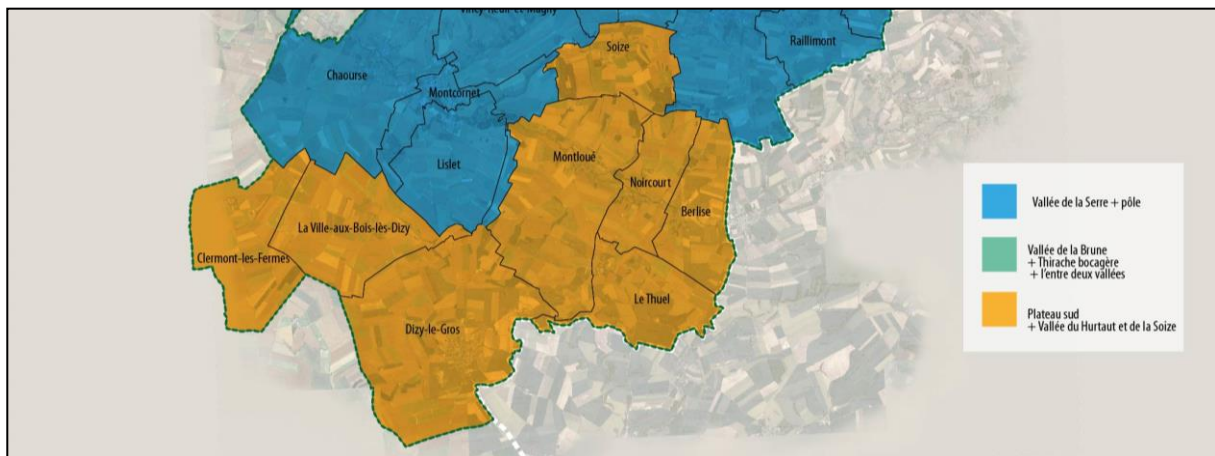 Raillimont
Soize
Chaourse
Montcornet
Lislet
Montloué
Noircourt
Berlise
La Ville-aux-Bois-lès-Dizy
Clermont-les-Fermes
Le Thuel
Dizy-le-Gros
Vallée de la Serre + pôle
Vallée de la Brune
+ Thirache bocagère
+ l'entre deux vallées
Plateau sud
+ Vallée du Hurtaut et de la Soize